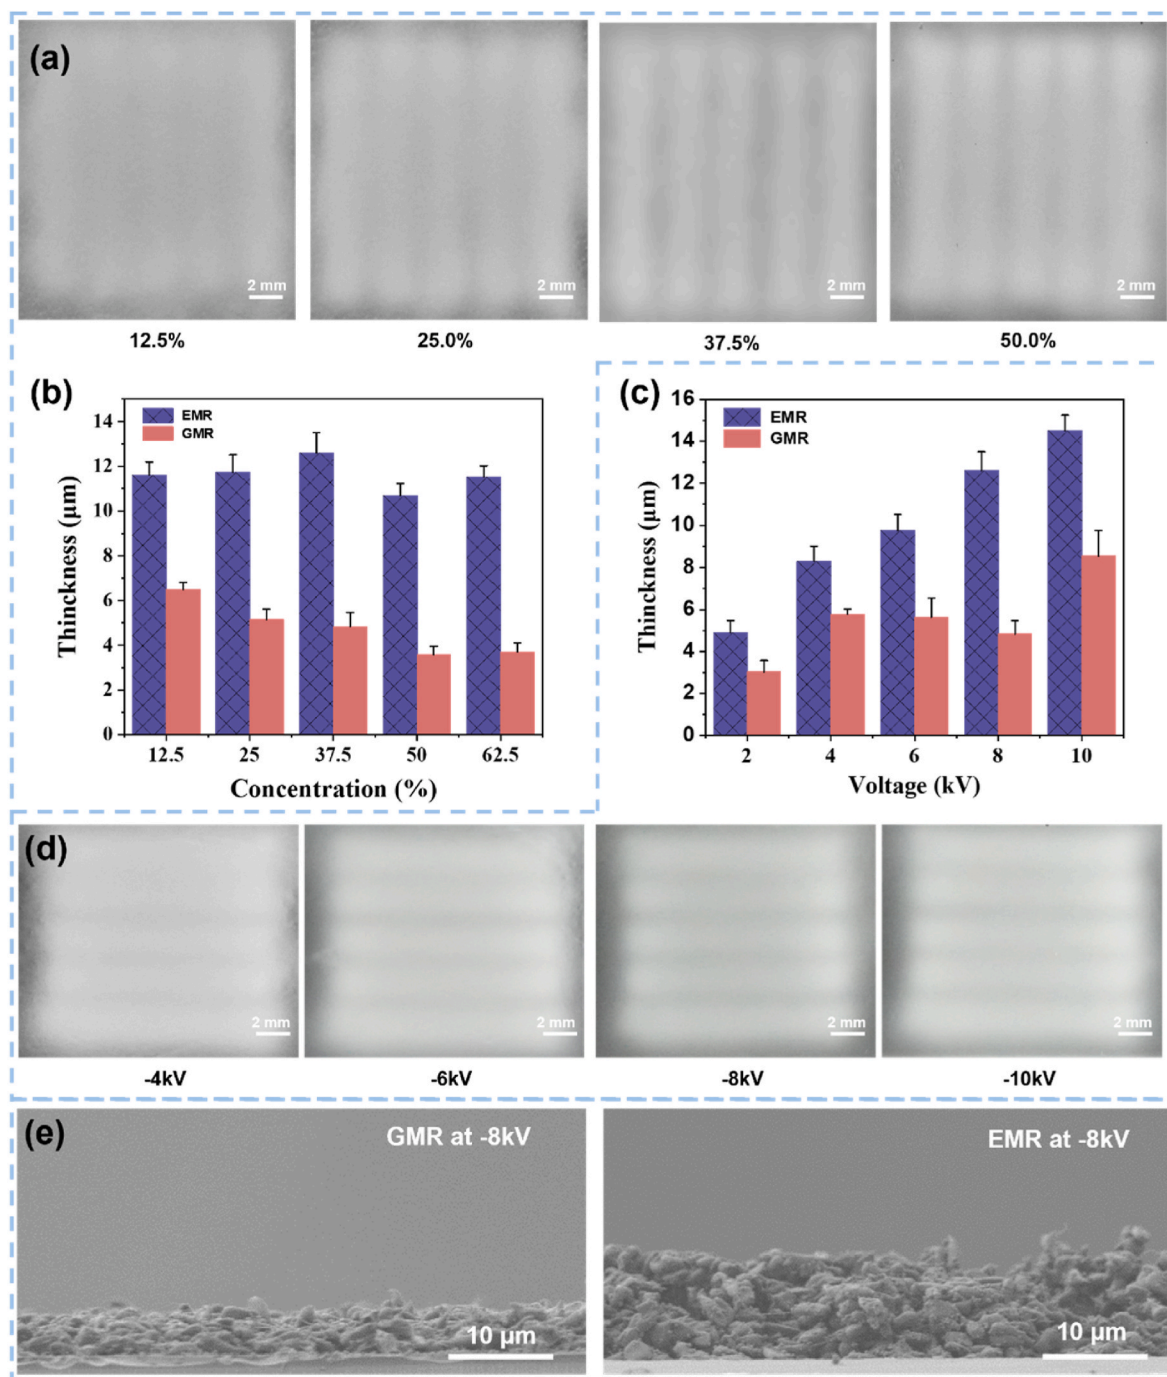 (a)
2 mm
2 mm
2 mm
2 mm
12.5%
25.0%
37.5%
50.0%
(b)
EMR
GMR
14
12
10
8
6
4
2
0
Thinckness (μm)
12.5
25
37.5
50
62.5
Concentration (%)
(c)
EMR
GMR
16
14
12
10
8
6
4
2
0
Thinckness (μm)
2
4
6
8
10
Voltage (kV)
(d)
2 mm
2 mm
2 mm
2 mm
-4kV
-6kV
-8kV
-10kV
(e)
GMR at -8kV
10 μm
EMR at -8kV
10 μm